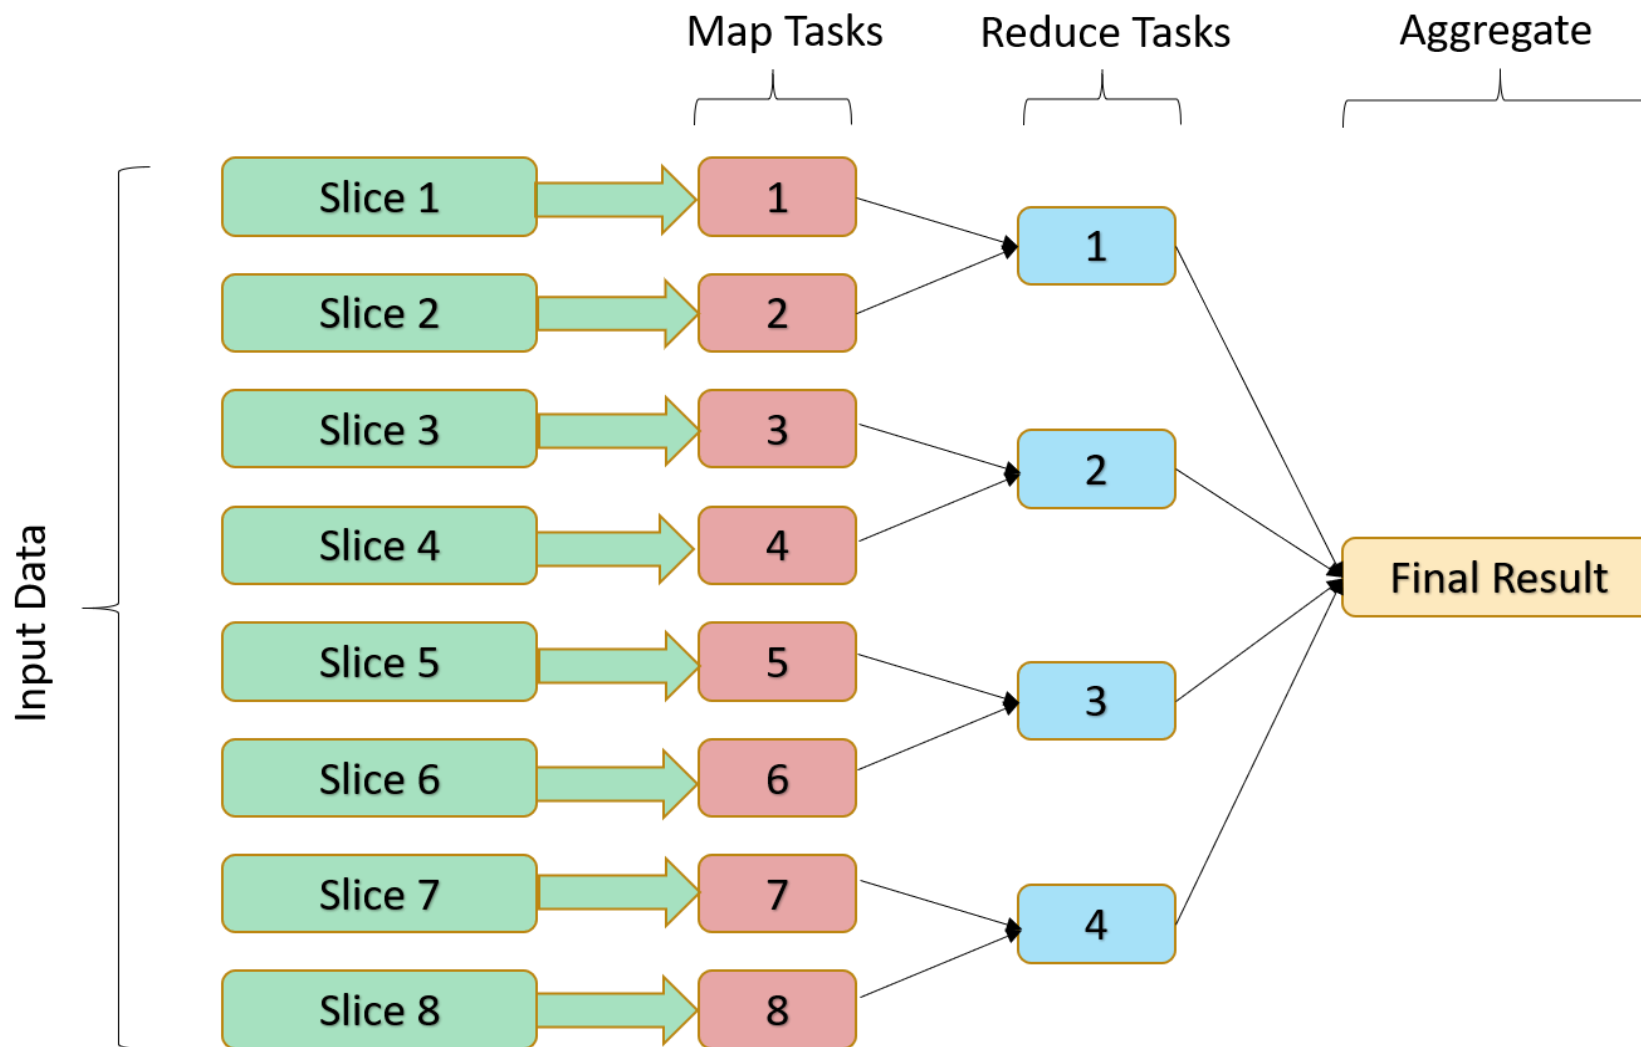 Map Tasks
Reduce Tasks
Aggregate
Input Data
Slice 1
1
Slice 2
2
Slice 3
3
Slice 4
4
Slice 5
5
Slice 6
6
Slice 7
7
Slice 8
8
1
2
3
4
Final Result